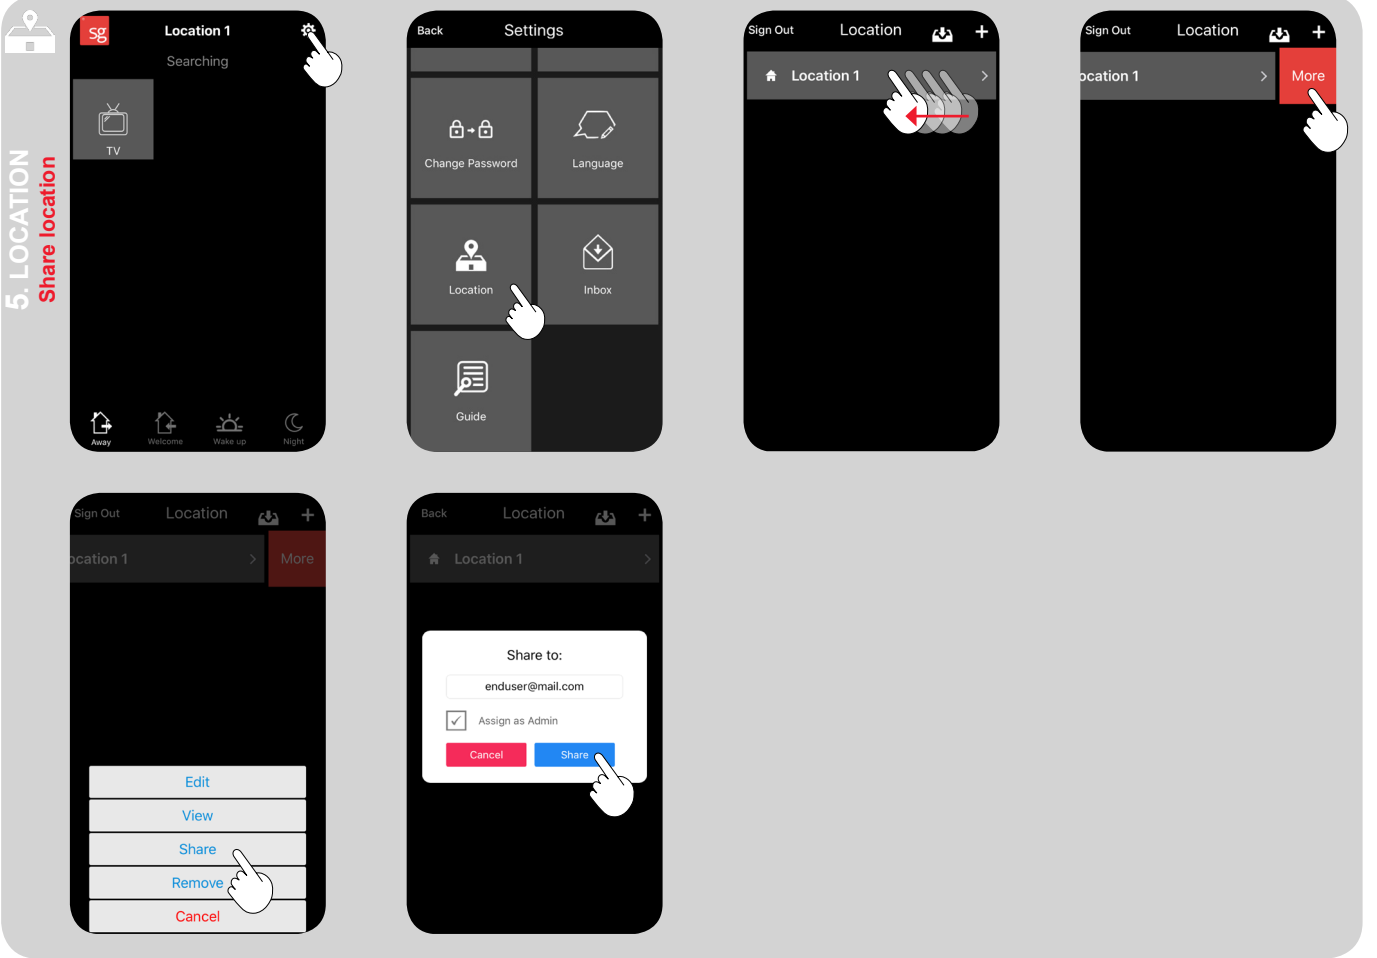 5. LOCATION
Share location
sg
Location 1
Searching
TV
Away
Welcome
Wake up
Night
Back
Settings
Change Password
Language
Location
Inbox
Guide
Sign Out
Location
Location 1
Sign Out
Location
ocation 1
More
Sign Out
Location
ocation 1
More
Edit
View
Share
Remove
Cancel
Back
Location
Location 1
Share to:
enduser@mail.com
Assign as Admin
Cancel
Share